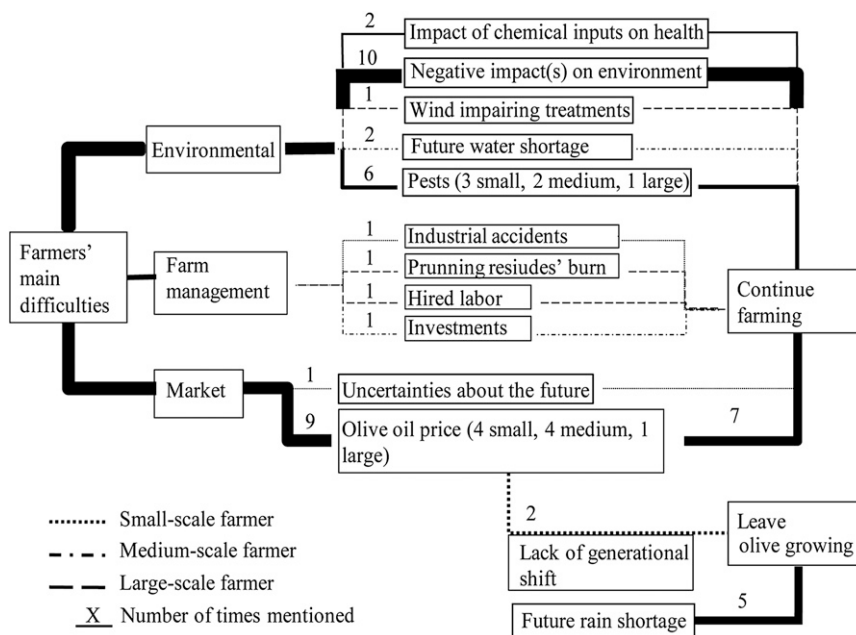 2
Impact of chemical inputs on health
10
Negative impact(s) on environment
1
Wind impairing treatments
Environmental
2
Future water shortage
6
Pests (3 small, 2 medium, 1 large)
Farmers’
main
difficulties
Farm
management
1
Industrial accidents
1
Prunning resiudes’ burn
1
Hired labor
1
Investments
Continue
farming
Market
1
Uncertainties about the future
9
Olive oil price (4 small, 4 medium, 1
large)
7
2
Lack of generational
shift
Leave
olive growing
Future rain shortage
5
Small-scale farmer
Medium-scale farmer
Large-scale farmer
X Number of times mentioned